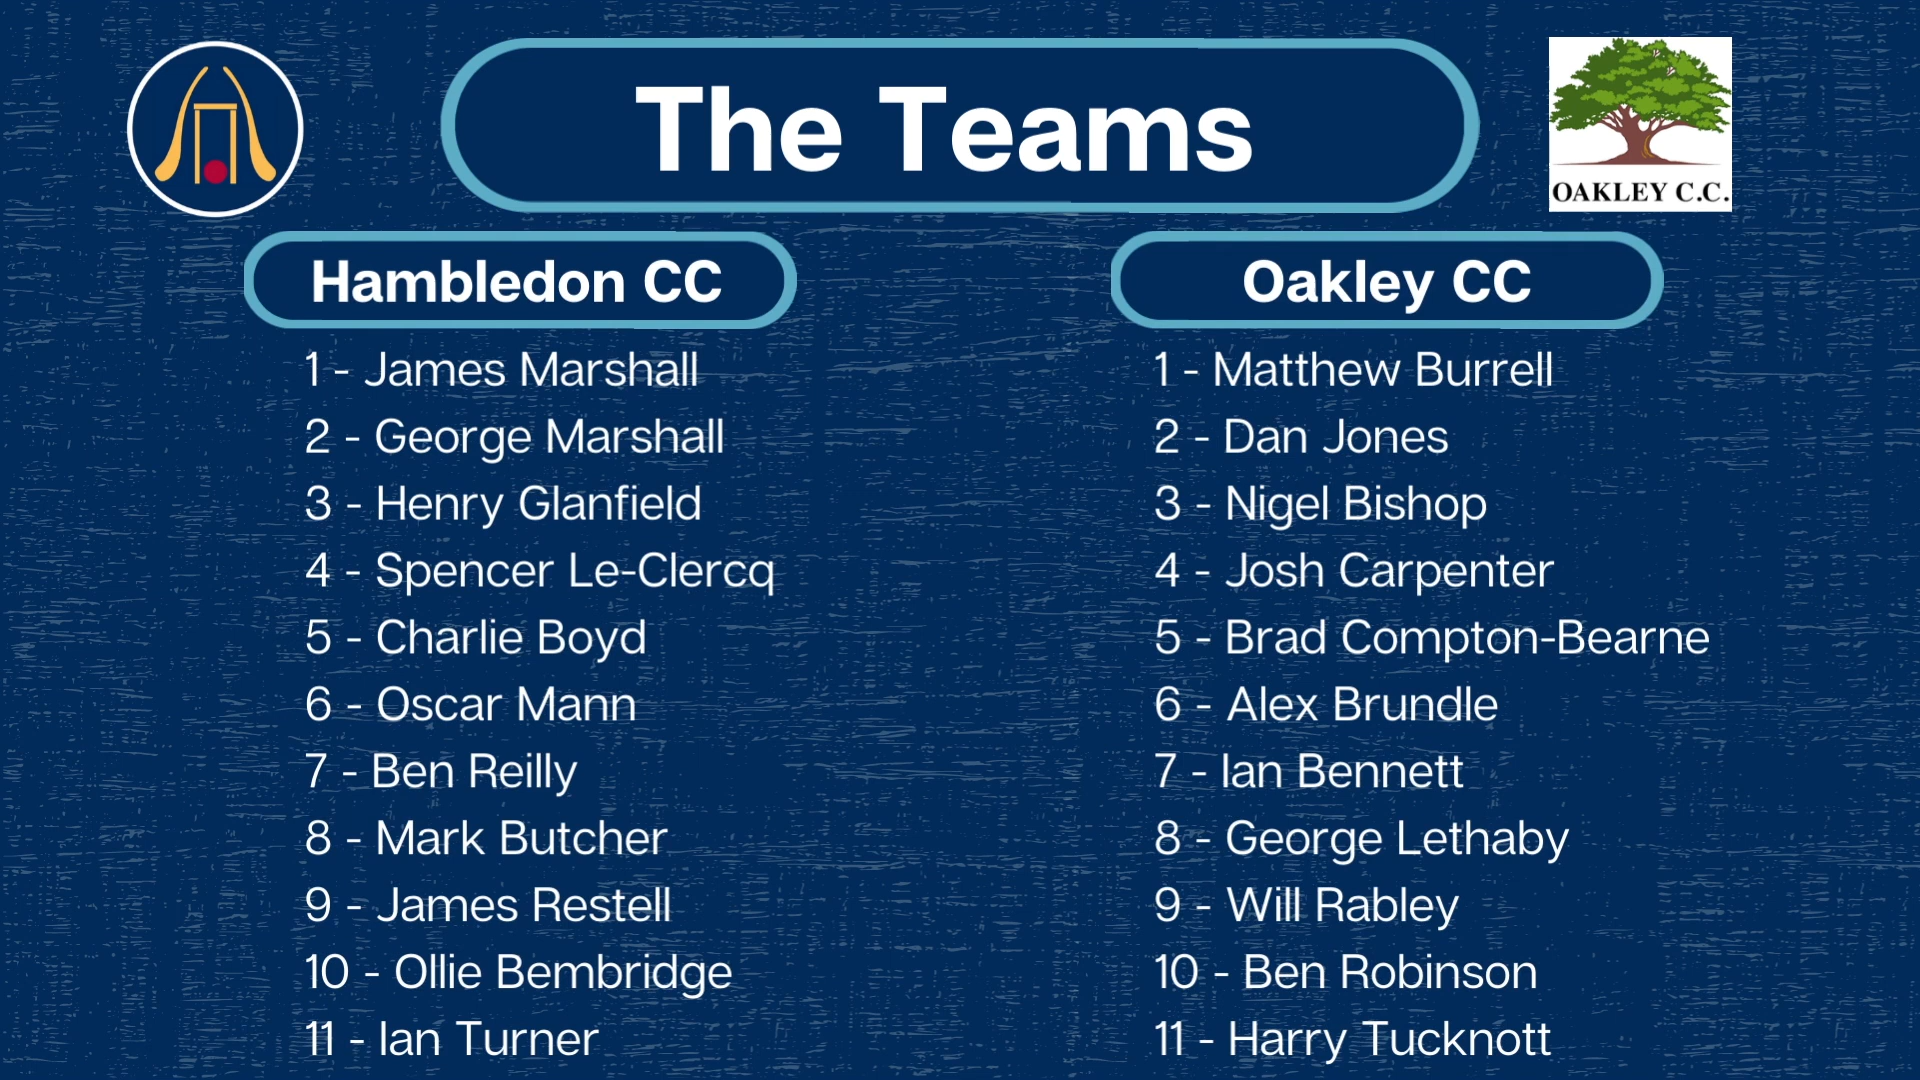 The Teams
OAKLEY C.C.
Hambledon CC
1 - James Marshall
2 - George Marshall
3 - Henry Glanfield
4 - Spencer Le-Clercq
5 - Charlie Boyd
6 - Oscar Mann
7 - Ben Reilly
8 - Mark Butcher
9 - James Restell
10 - Ollie Bembridge
11 - Ian Turner
Oakley CC
1 - Matthew Burrell
2 - Dan Jones
3 - Nigel Bishop
4 - Josh Carpenter
5 - Brad Compton-Bearne
6 - Alex Brundle
7 - Ian Bennett
8 - George Lethaby
9 - Will Rabley
10 - Ben Robinson
11 - Harry Tucknott